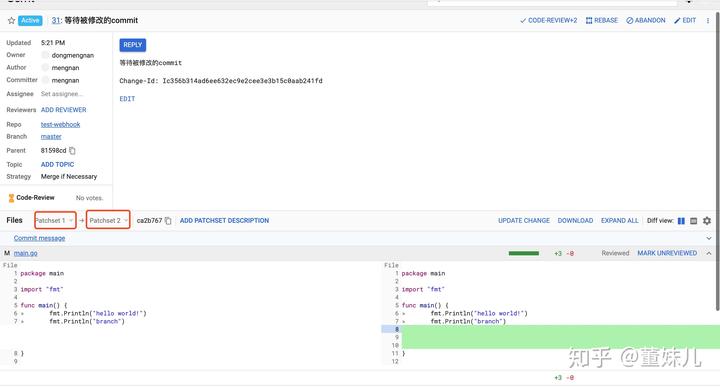 Active 31: 等待被修改的commit CODE-REVIEW+2 REBASE ABANDON EDIT
Updated 5:21 PM
Owner dongmengnan
Author mengnan
Committer mengnan
Assignee Set assignee...
Reviewers ADD REVIEWER
Repo test-webhook
Branch master
Parent 81598cd
Topic ADD TOPIC
Strategy Merge if Necessary
Code-Review No votes.
REPLY
等待被修改的commit
Change-Id: Ic356b314ad6ee632ec9e2cee3e3b15c0aab241fd
EDIT
Files Patchset 1 → Patchset 2 ca2b767 ADD PATCHSET DESCRIPTION UPDATE CHANGE DOWNLOAD EXPAND ALL Diff view:
Commit message
M main.go +3 -0 Reviewed MARK UNREVIEWED
File
1 package main
2
3 import "fmt"
4
5 func main() {
6 » fmt.Println("hello world!")
7 » fmt.Println("branch")
8 }
9
File
1 package main
2
3 import "fmt"
4
5 func main() {
6 » fmt.Println("hello world!")
7 » fmt.Println("branch")
8
9
10
11 }
12
+3 -0
知乎 @董妹儿